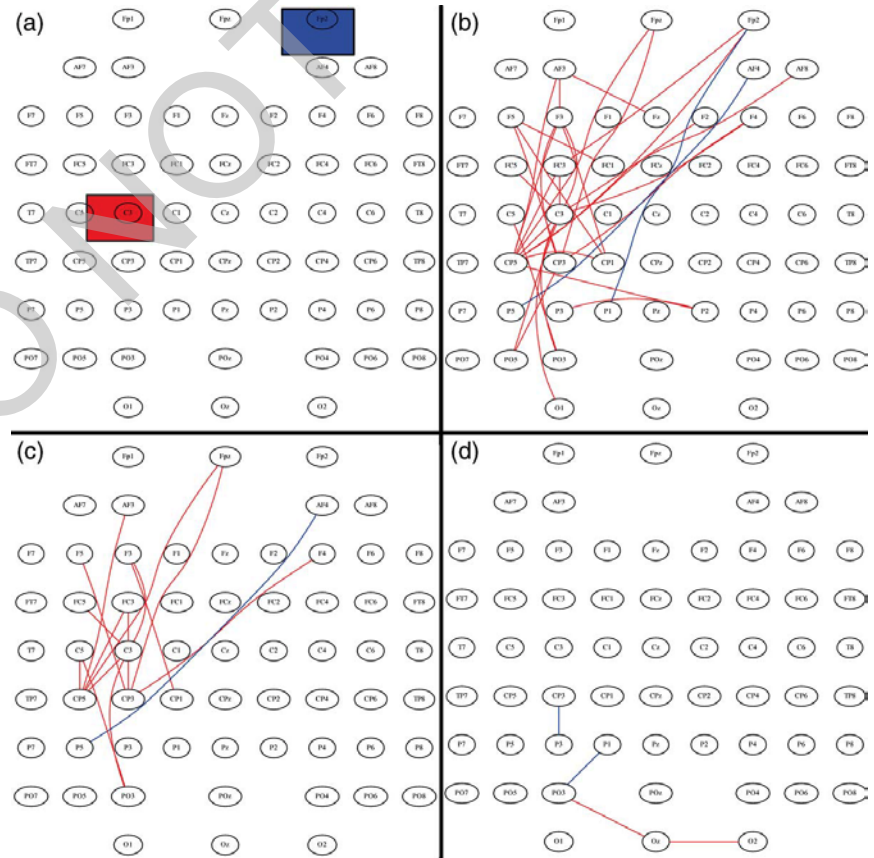 (a)
Fp1 Fpz Fp2
AF7 AF3 AF4 AF8
F7 F5 F3 F1 Fz F2 F4 F6 F8
FT7 FC5 FC3 FC1 FCz FC2 FC4 FC6 FT8
T7 C5 C3 C1 Cz C2 C4 C6 T8
TP7 CP5 CP3 CP1 CPz CP2 CP4 CP6 TP8
P7 P5 P3 P1 Pz P2 P4 P6 P8
PO7 PO5 PO3 POz PO4 PO6 PO8
O1 Oz O2
(b)
Fp1 Fpz Fp2
AF7 AF3 AF4 AF8
F7 F5 F3 F1 Fz F2 F4 F6 F8
FT7 FC5 FC3 FC1 FCz FC2 FC4 FC6 FT8
T7 C5 C3 C1 Cz C2 C4 C6 T8
TP7 CP5 CP3 CP1 CPz CP2 CP4 CP6 TP8
P7 P5 P3 P1 Pz P2 P4 P6 P8
PO7 PO5 PO3 POz PO4 PO6 PO8
O1 Oz O2
(c)
Fp1 Fpz Fp2
AF7 AF3 AF4 AF8
F7 F5 F3 F1 Fz F2 F4 F6 F8
FT7 FC5 FC3 FC1 FCz FC2 FC4 FC6 FT8
T7 C5 C3 C1 Cz C2 C4 C6 T8
TP7 CP5 CP3 CP1 CPz CP2 CP4 CP6 TP8
P7 P5 P3 P1 Pz P2 P4 P6 P8
PO7 PO5 PO3 POz PO4 PO6 PO8
O1 Oz O2
(d)
Fp1 Fpz Fp2
AF7 AF3 AF4 AF8
F7 F5 F3 F1 Fz F2 F4 F6 F8
FT7 FC5 FC3 FC1 FCz FC2 FC4 FC6 FT8
T7 C5 C3 C1 Cz C2 C4 C6 T8
TP7 CP5 CP3 CP1 CPz CP2 CP4 CP6 TP8
P7 P5 P3 P1 Pz P2 P4 P6 P8
PO7 PO5 PO3 POz PO4 PO6 PO8
O1 Oz O2
O NOT